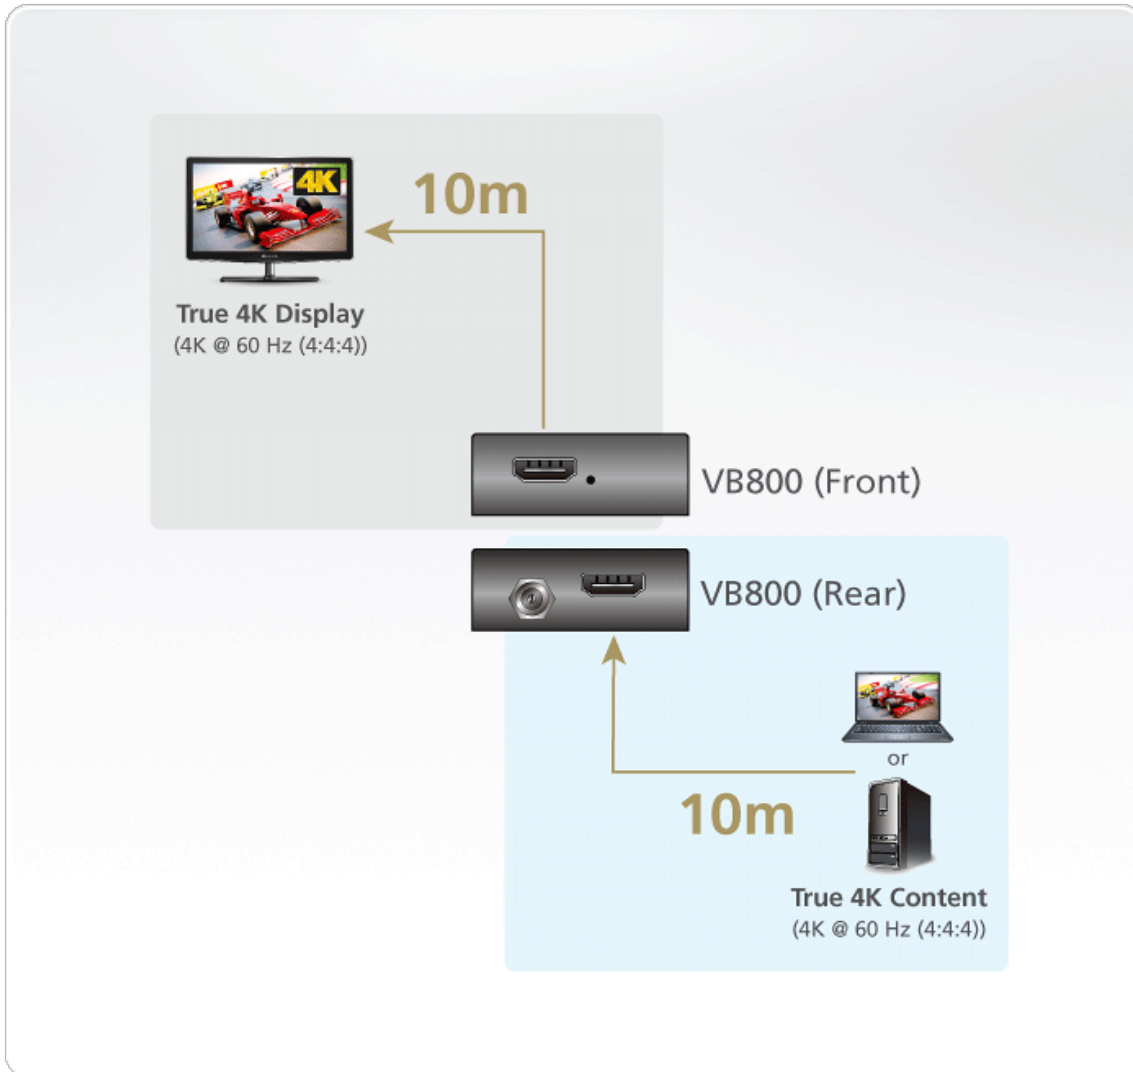 4K
10m
True 4K Display
(4K @ 60 Hz (4:4:4))
VB800 (Front)
VB800 (Rear)
or
10m
True 4K Content
(4K @ 60 Hz (4:4:4))